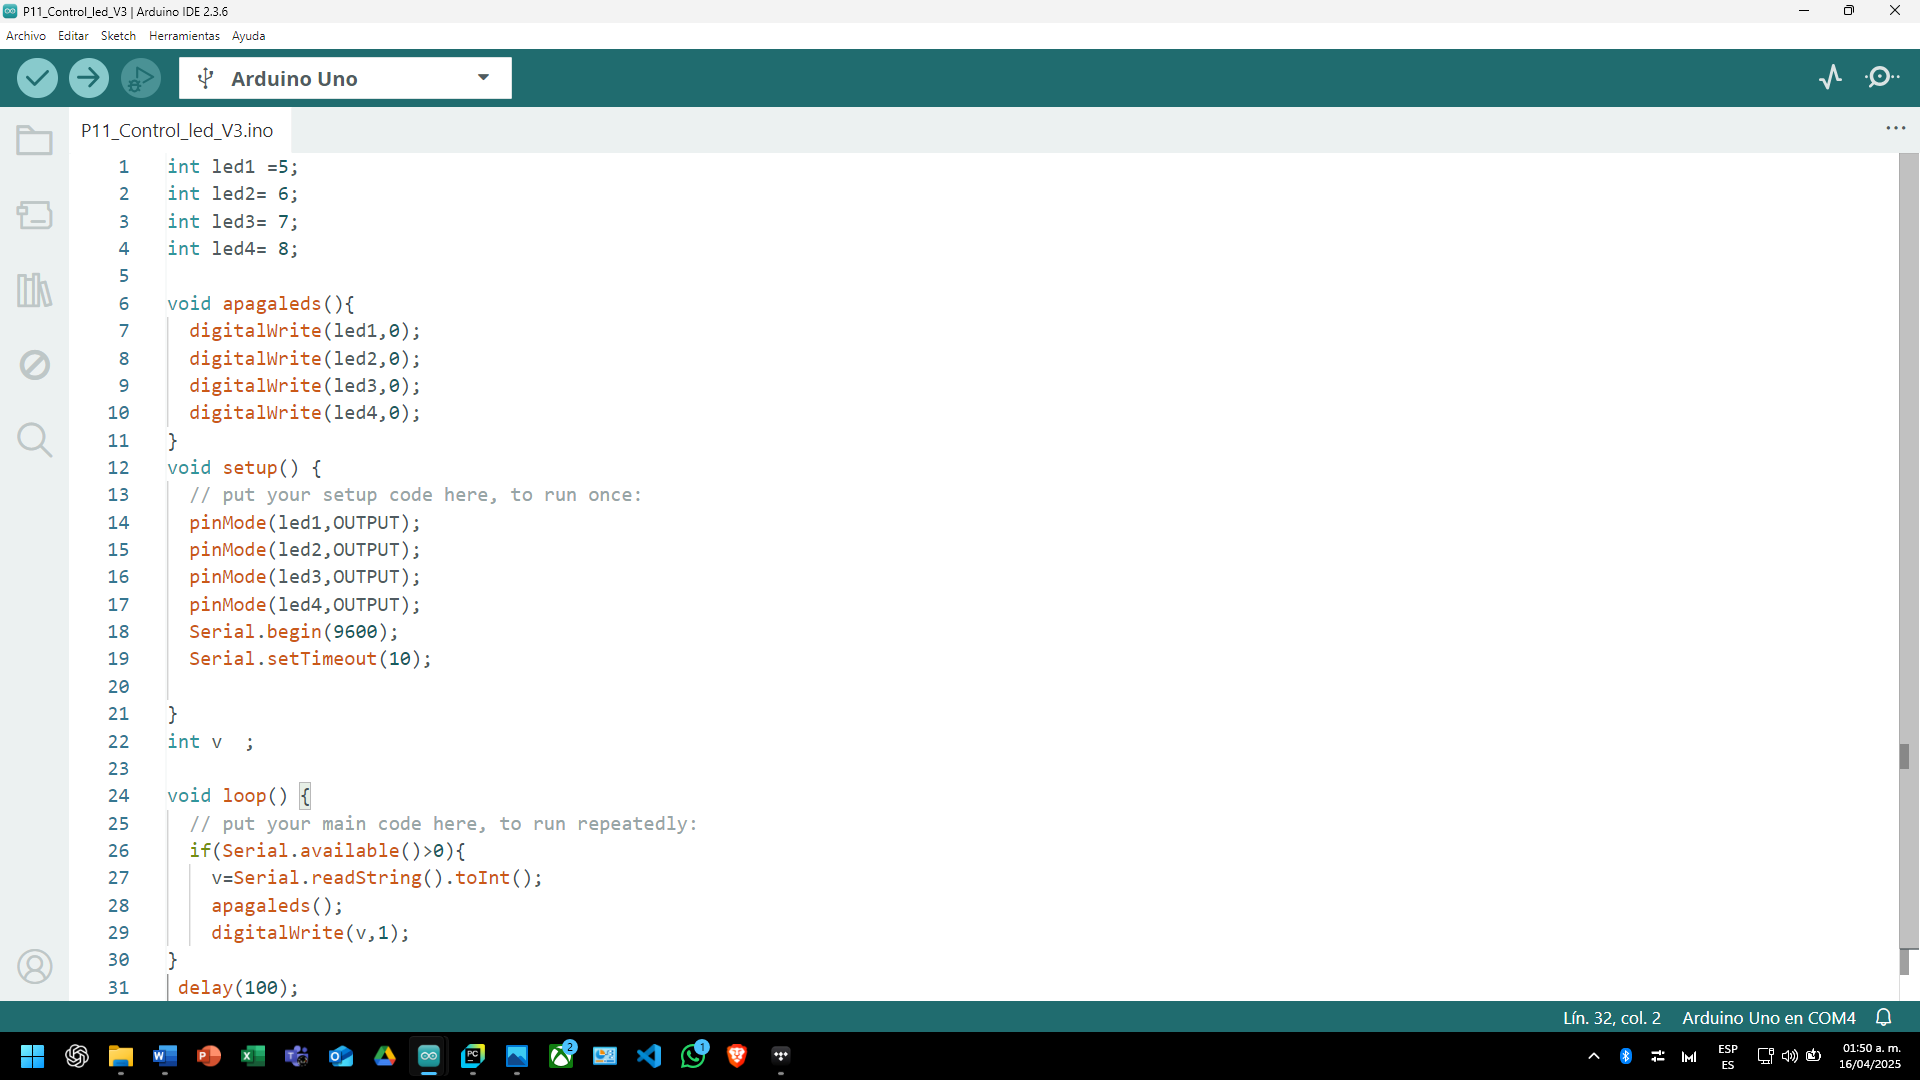 P11_Control_led_V3 | Arduino IDE 2.3.6
Archivo Editar Sketch Herramientas Ayuda
Arduino Uno
P11_Control_led_V3.ino
1 int led1 =5;
2 int led2= 6;
3 int led3= 7;
4 int led4= 8;
5
6 void apagaleds(){
7 digitalWrite(led1,0);
8 digitalWrite(led2,0);
9 digitalWrite(led3,0);
10 digitalWrite(led4,0);
11 }
12 void setup() {
13 // put your setup code here, to run once:
14 pinMode(led1,OUTPUT);
15 pinMode(led2,OUTPUT);
16 pinMode(led3,OUTPUT);
17 pinMode(led4,OUTPUT);
18 Serial.begin(9600);
19 Serial.setTimeout(10);
20
21 }
22 int v  ;
23
24 void loop() {
25 // put your main code here, to run repeatedly:
26 if(Serial.available()>0){
27 v=Serial.readString().toInt();
28 apagaleds();
29 digitalWrite(v,1);
30 }
31 delay(100);
Lín. 32, col. 2 Arduino Uno en COM4
2 1
ESP
ES
01:50 a. m.
16/04/2025